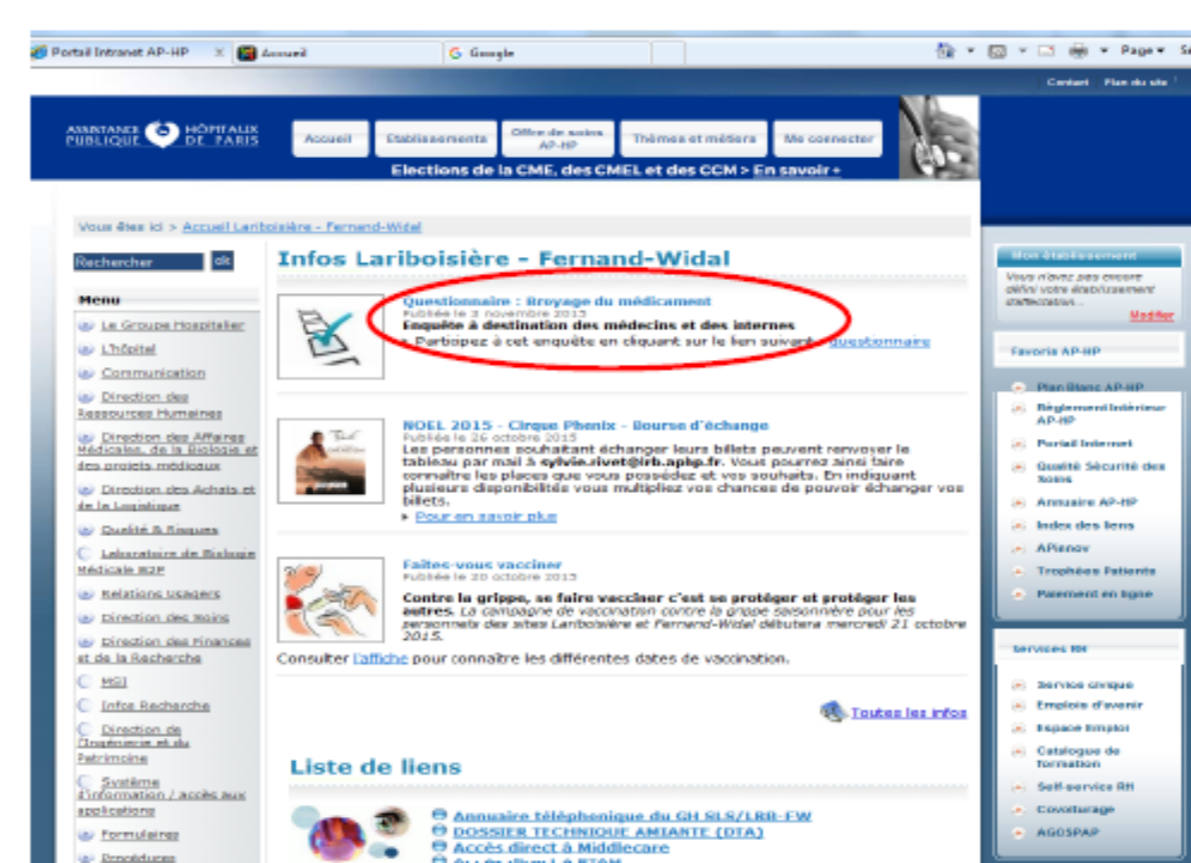 Portail Intranet AP-HP
Accueil
Google
Page
Contact Plan du site
ASSISTANCE PUBLIQUE HÔPITAUX DE PARIS
Accueil
Etablissements
Offre de soins AP-HP
Thèmes et métiers
Me connecter
Elections de la CME, des CMEL et des CCM > En savoir +
Vous êtes ici > Accueil Lariboisière - Fernand-Widal
Rechercher
ok
Menu
Le Groupe Hospitalier
L'hôpital
Communication
Direction des
Ressources Humaines
Direction des Affaires
Médicales, de la Biologie et
des projets médicaux
Direction des Achats et
de la Logistique
Qualité & Risques
Laboratoire de Biologie
Médicale B2P
Relations usagers
Direction des Soins
Direction des Finances
et de la Recherche
MSI
Infos Recherche
Direction de
l'Ingénierie et du
Patrimoine
Système
d'information / accès aux
applications
Formulaires
Procédures
Infos Lariboisière - Fernand-Widal
Questionnaire : Broyage du médicament
Publiée le 3 novembre 2015
Enquête à destination des médecins et des internes
Participez à cet enquête en cliquant sur le lien suivant questionnaire
NOEL 2015 - Cirque Phenix - Bourse d'échange
Publiée le 26 octobre 2015
Les personnes souhaitant échanger leurs billets peuvent renvoyer le
tableau par mail à sylvie.rivet@lrb.aphp.fr. Vous pourrez ainsi faire
connaître les places que vous possédez et vos souhaits. En indiquant
plusieurs disponibilités vous multipliez vos chances de pouvoir échanger vos
billets.
Pour en savoir plus
Faites-vous vacciner
Publiée le 20 octobre 2015
Contre la grippe, se faire vacciner c'est se protéger et protéger les
autres. La campagne de vaccination contre la grippe saisonnière pour les
personnels des sites Lariboisière et Fernand-Widal débutera mercredi 21 octobre
2015.
Consulter l'affiche pour connaître les différentes dates de vaccination.
Toutes les infos
Liste de liens
Annuaire téléphonique du GH SLS/LRB-FW
DOSSIER TECHNIQUE AMIANTE (DTA)
Accès direct à Middlecare
Mon établissement
Vous n'avez pas encore
défini votre établissement
d'affectation...
Modifier
Favoris AP-HP
Plan Blanc AP-HP
Règlement Intérieur
AP-HP
Portail Internet
Qualité Sécurité des
Soins
Annuaire AP-HP
Index des liens
APinnov
Trophées Patients
Paiement en ligne
Services RH
Service civique
Emplois d'avenir
Espace Emploi
Catalogue de
formation
Self-service RH
Covoiturage
AGOSPAP